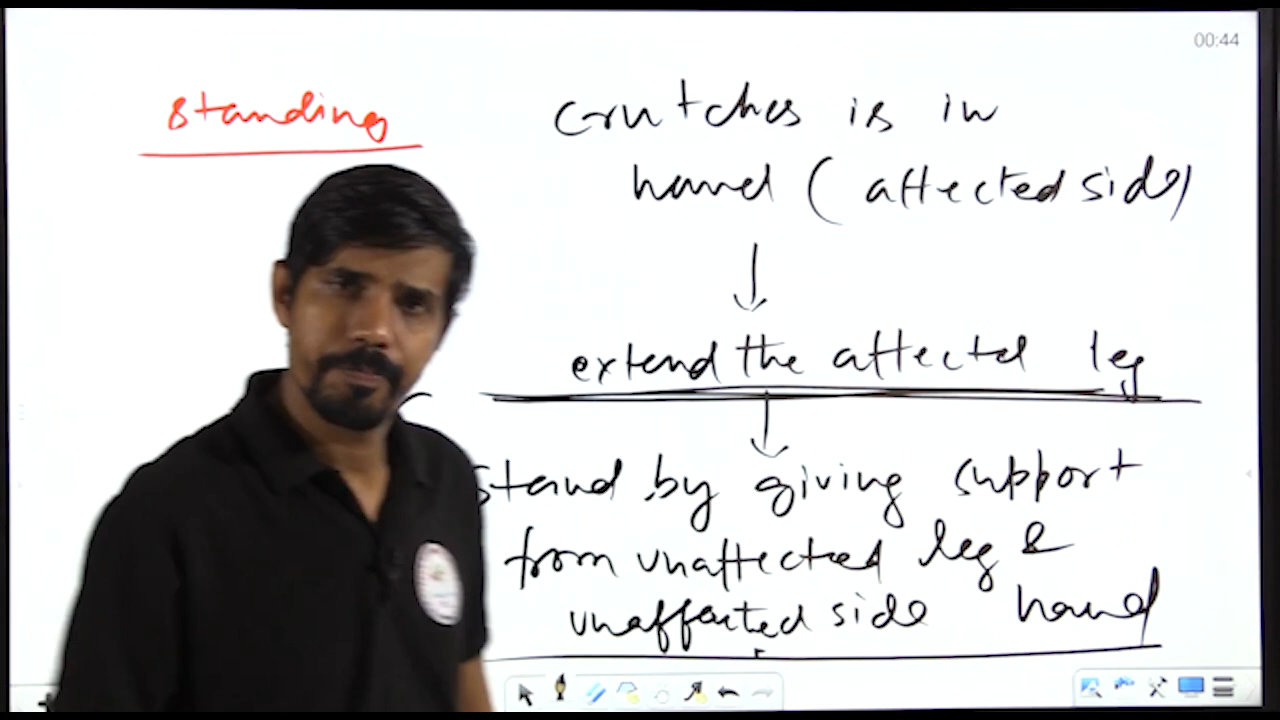 00:44
standing
crutches is in
hand (affected side)
extend the affected leg
stand by giving support
from unaffected leg &
unaffected side hand